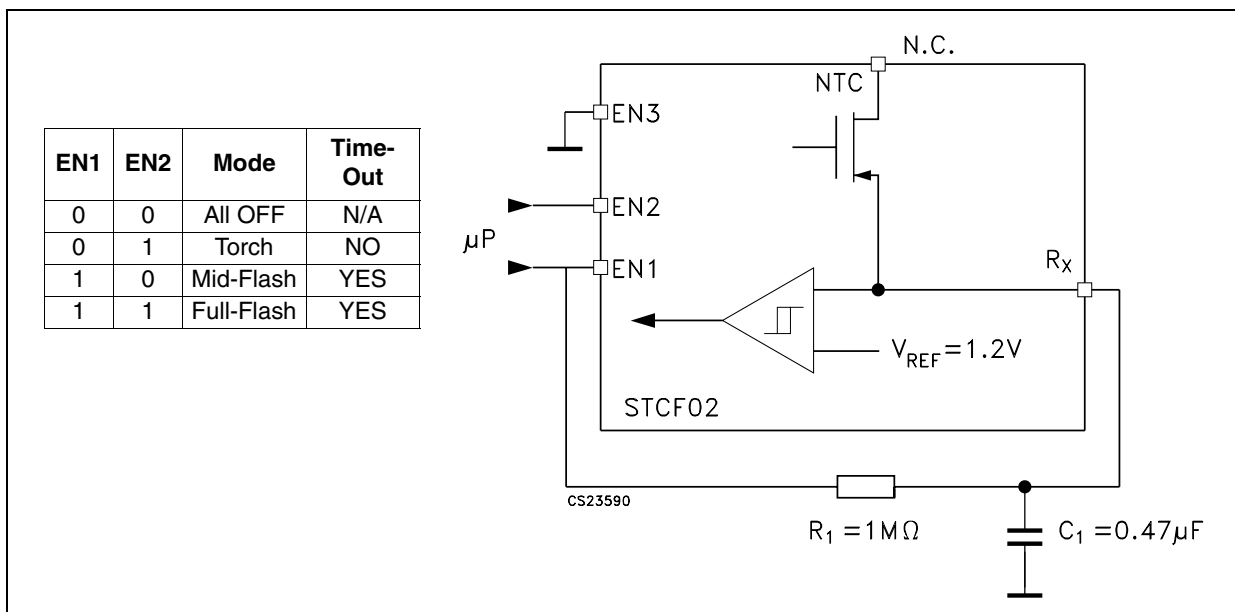 EN1 EN2 Mode Time-Out
0 0 All OFF N/A
0 1 Torch NO
1 0 Mid-Flash YES
1 1 Full-Flash YES
N.C.
NTC
EN3
EN2
µP
EN1
RX
VREF=1.2V
STCF02
CS23590
R1=1MΩ
C1=0.47µF